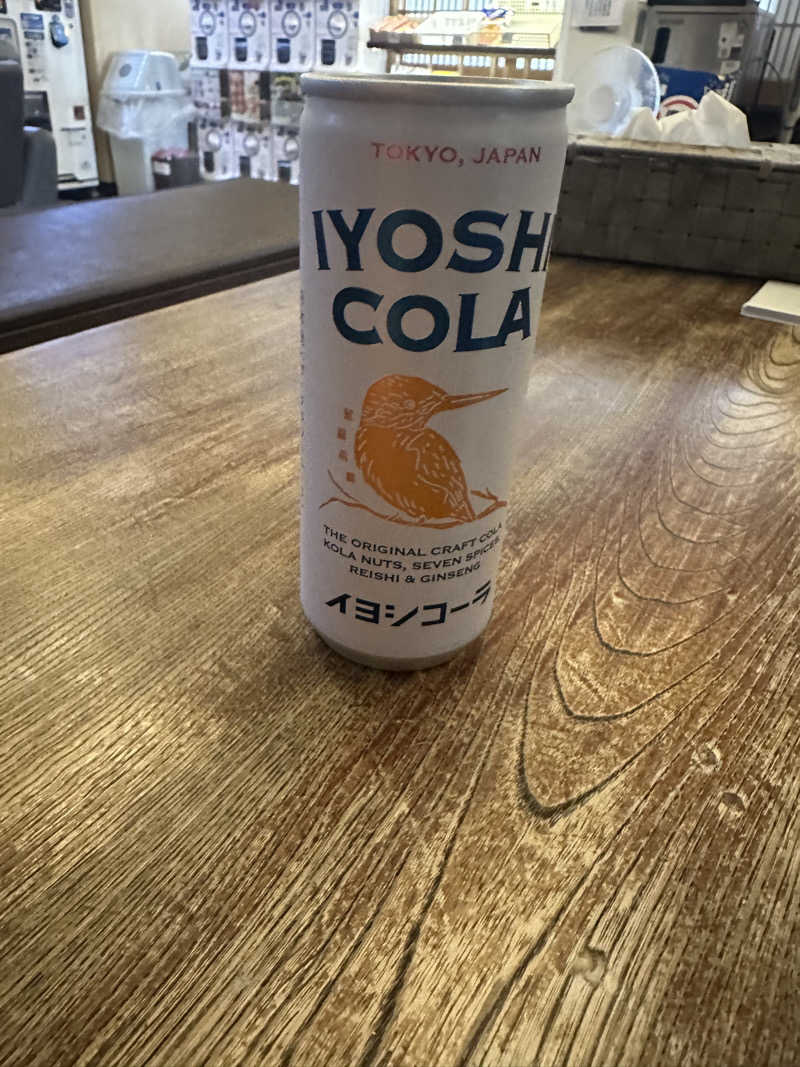 TOKYO, JAPAN
IYOSHI
COLA
THE ORIGINAL CRAFT COLA
KOLA NUTS, SEVEN SPICES,
REISHI & GINSENG
イヨシコーラ